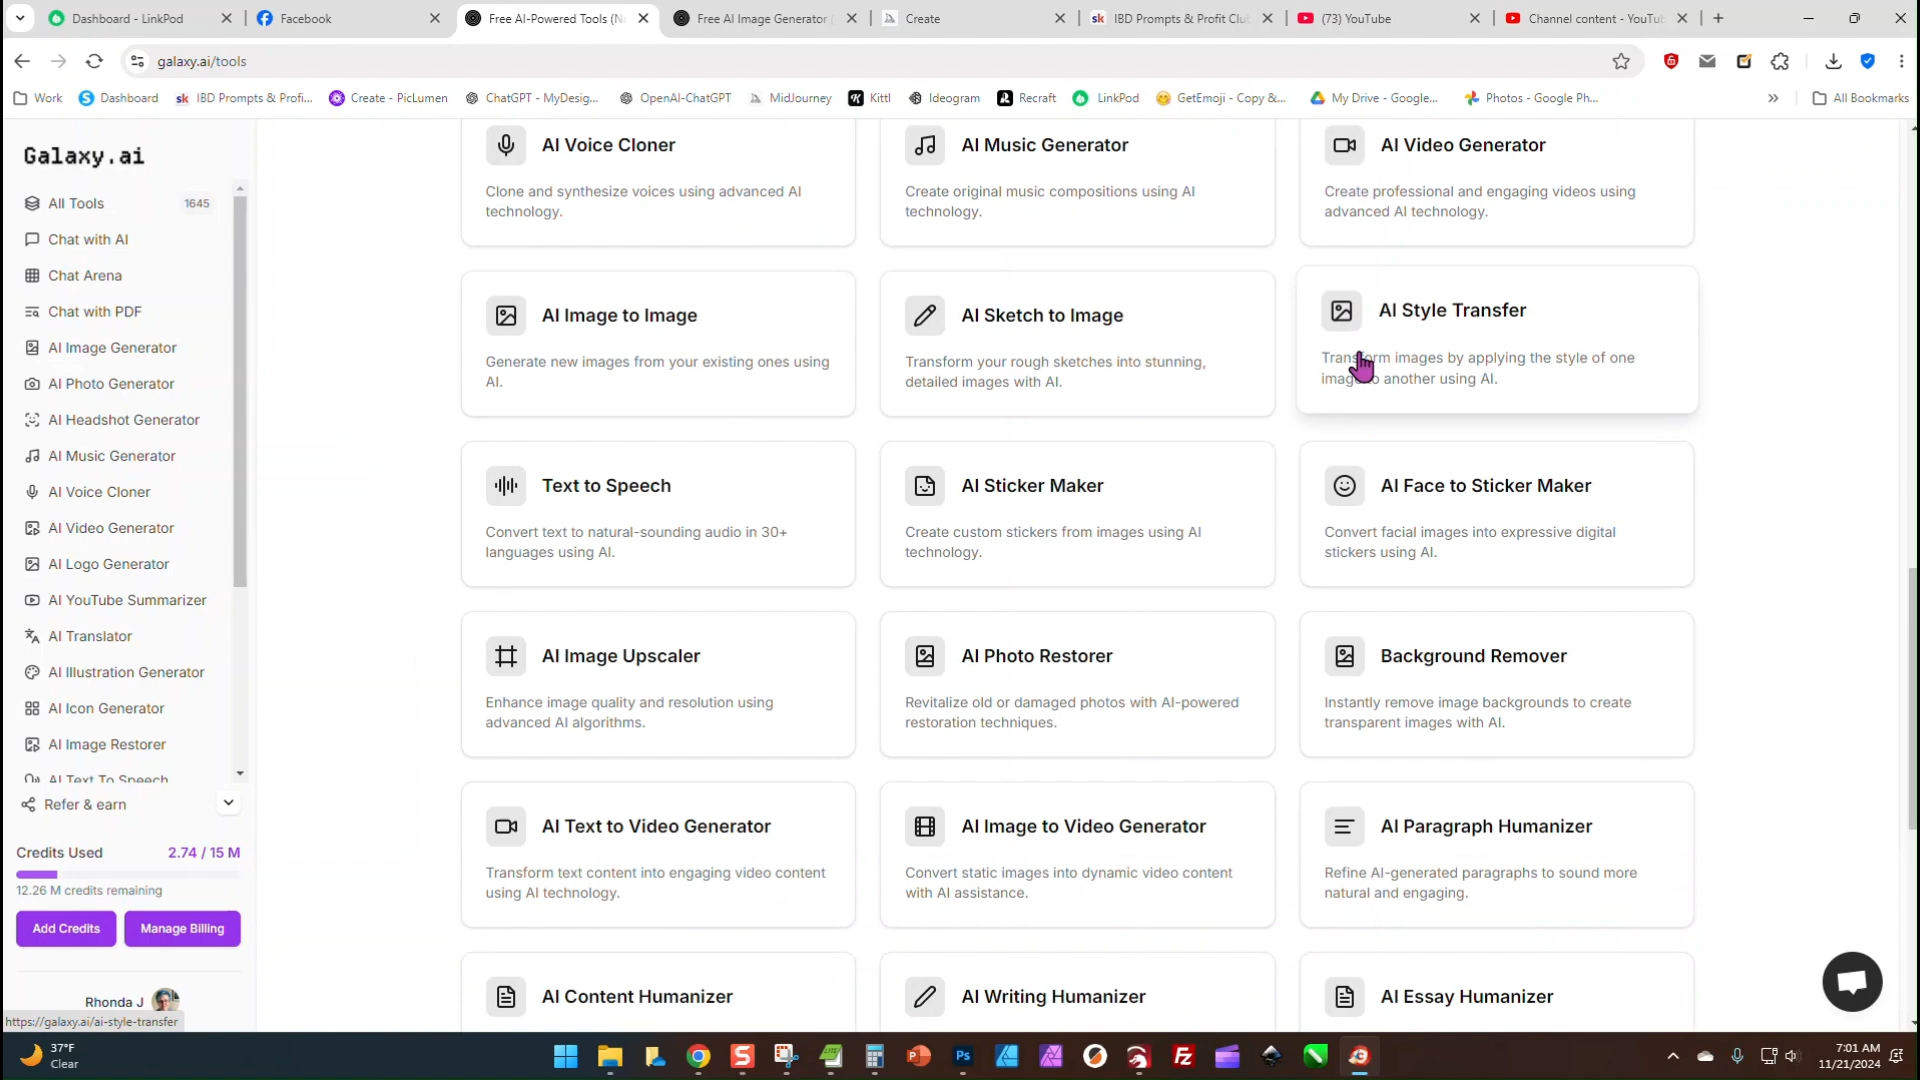 Dashboard - LinkPod
Facebook
Free AI-Powered Tools (N
Free AI Image Generator
Create
IBD Prompts & Profit Clu
(73) YouTube
Channel content - YouTu
galaxy.ai/tools
Work
Dashboard
IBD Prompts & Profi...
Create - PicLumen
ChatGPT - MyDesig...
OpenAI-ChatGPT
MidJourney
Kittl
Ideogram
Recraft
LinkPod
GetEmoji - Copy &...
My Drive - Google...
Photos - Google Ph...
All Bookmarks
Galaxy.ai
All Tools 1645
Chat with AI
Chat Arena
Chat with PDF
AI Image Generator
AI Photo Generator
AI Headshot Generator
AI Music Generator
AI Voice Cloner
AI Video Generator
AI Logo Generator
AI YouTube Summarizer
AI Translator
AI Illustration Generator
AI Icon Generator
AI Image Restorer
AI Text To Speech
Refer & earn
Credits Used 2.74 / 15 M
12.26 M credits remaining
Add Credits
Manage Billing
Rhonda J
https://galaxy.ai/ai-style-transfer
AI Voice Cloner
Clone and synthesize voices using advanced AI
technology.
AI Music Generator
Create original music compositions using AI
technology.
AI Video Generator
Create professional and engaging videos using
advanced AI technology.
AI Image to Image
Generate new images from your existing ones using
AI.
AI Sketch to Image
Transform your rough sketches into stunning,
detailed images with AI.
AI Style Transfer
Transform images by applying the style of one
image to another using AI.
Text to Speech
Convert text to natural-sounding audio in 30+
languages using AI.
AI Sticker Maker
Create custom stickers from images using AI
technology.
AI Face to Sticker Maker
Convert facial images into expressive digital
stickers using AI.
AI Image Upscaler
Enhance image quality and resolution using
advanced AI algorithms.
AI Photo Restorer
Revitalize old or damaged photos with AI-powered
restoration techniques.
Background Remover
Instantly remove image backgrounds to create
transparent images with AI.
AI Text to Video Generator
Transform text content into engaging video content
using AI technology.
AI Image to Video Generator
Convert static images into dynamic video content
with AI assistance.
AI Paragraph Humanizer
Refine AI-generated paragraphs to sound more
natural and engaging.
AI Content Humanizer
AI Writing Humanizer
AI Essay Humanizer
37°F
Clear
7:01 AM
11/21/2024